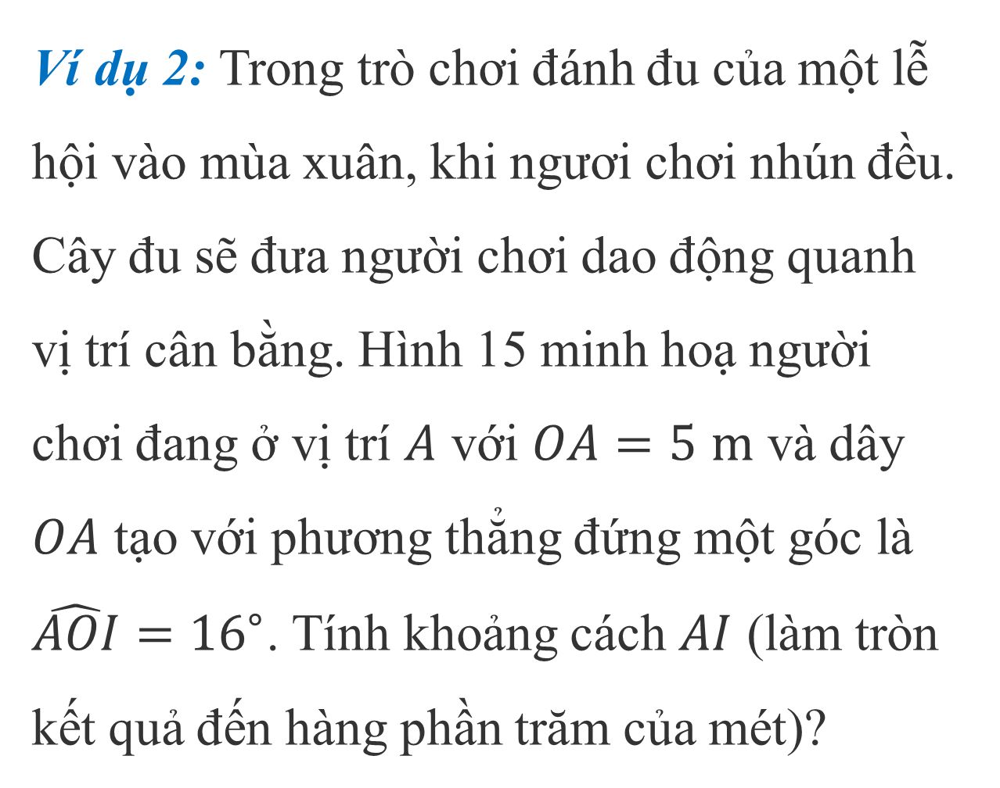 Ví dụ 2: Trong trò chơi đánh đu của một lễ
hội vào mùa xuân, khi ngươi chơi nhún đều.
Cây đu sẽ đưa người chơi dao động quanh
vị trí cân bằng. Hình 15 minh hoạ người
chơi đang ở vị trí A với OA = 5 m và dây
OA tạo với phương thẳng đứng một góc là
\widehat{AOI} = 16°. Tính khoảng cách AI (làm tròn
kết quả đến hàng phần trăm của mét)?